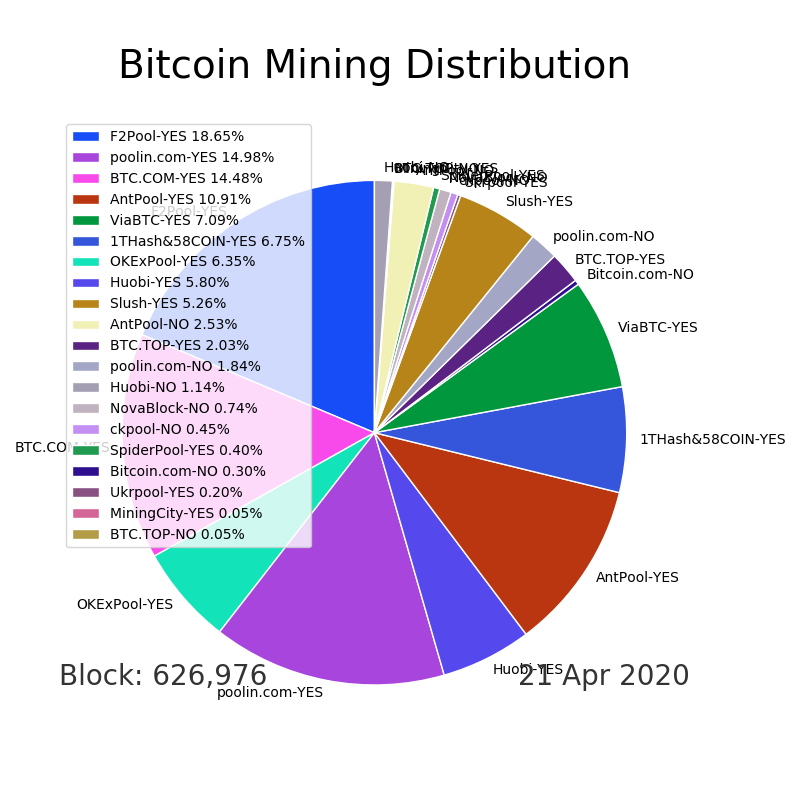 Bitcoin Mining Distribution
F2Pool-YES 18.65%
poolin.com-YES 14.98%
BTC.COM-YES 14.48%
AntPool-YES 10.91%
ViaBTC-YES 7.09%
1THash&58COIN-YES 6.75%
OKExPool-YES 6.35%
Huobi-YES 5.80%
Slush-YES 5.26%
AntPool-NO 2.53%
BTC.TOP-YES 2.03%
poolin.com-NO 1.84%
Huobi-NO 1.14%
NovaBlock-NO 0.74%
ckpool-NO 0.45%
SpiderPool-YES 0.40%
Bitcoin.com-NO 0.30%
Ukrpool-YES 0.20%
MiningCity-YES 0.05%
BTC.TOP-NO 0.05%
Slush-YES
F2Pool-YES
poolin.com-NO
BTC.TOP-YES
Bitcoin.com-NO
ViaBTC-YES
1THash&58COIN-YES
BTC.COM-YES
AntPool-YES
OKExPool-YES
Huobi-YES
poolin.com-YES
Block: 626,976
21 Apr 2020